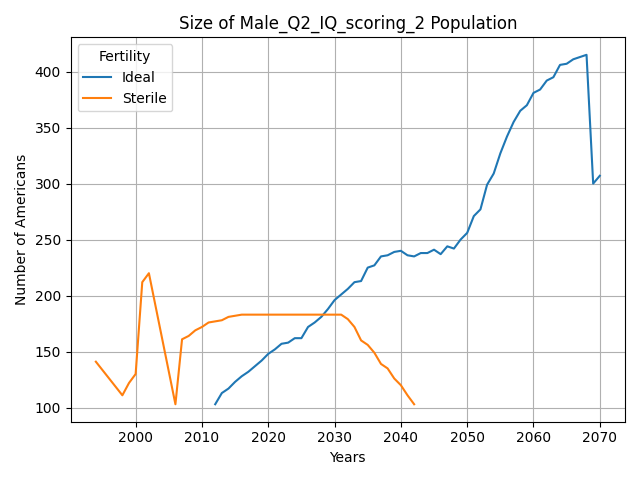 Size of Male_Q2_IQ_scoring_2 Population
Fertility
Ideal
Sterile
Number of Americans
400
350
300
250
200
150
100
2000 2010 2020 2030 2040 2050 2060 2070
Years